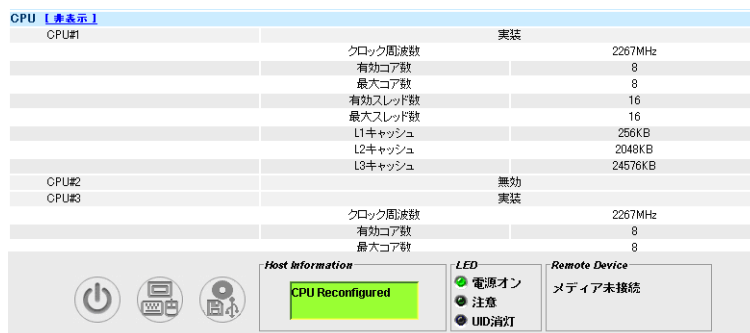 CPU [ 非表示 ]
CPU#1 実装
クロック周波数 2267MHz
有効コア数 8
最大コア数 8
有効スレッド数 16
最大スレッド数 16
L1キャッシュ 256KB
L2キャッシュ 2048KB
L3キャッシュ 24576KB
CPU#2 無効
CPU#3 実装
クロック周波数 2267MHz
有効コア数 8
最大コア数 8
Host Information
CPU Reconfigured
LED
電源オン
注意
UID消灯
Remote Device
メディア未接続